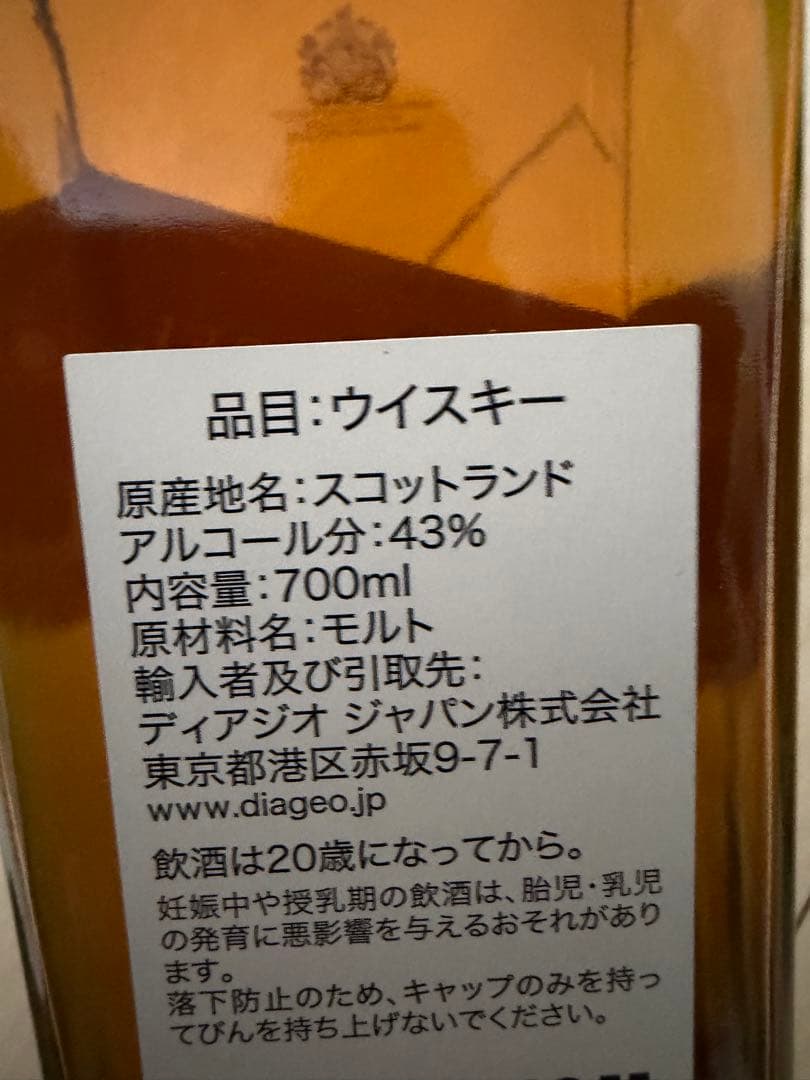 品目:ウイスキー
原産地名:スコットランド
アルコール分:43%
内容量:700ml
原材料名:モルト
輸入者及び引取先:
ディアジオ ジャパン株式会社
東京都港区赤坂9-7-1
www.diageo.jp
飲酒は20歳になってから。
妊娠中や授乳期の飲酒は、胎児・乳児
の発育に悪影響を与えるおそれがあり
ます。
落下防止のため、キャップのみを持っ
てびんを持ち上げないでください。